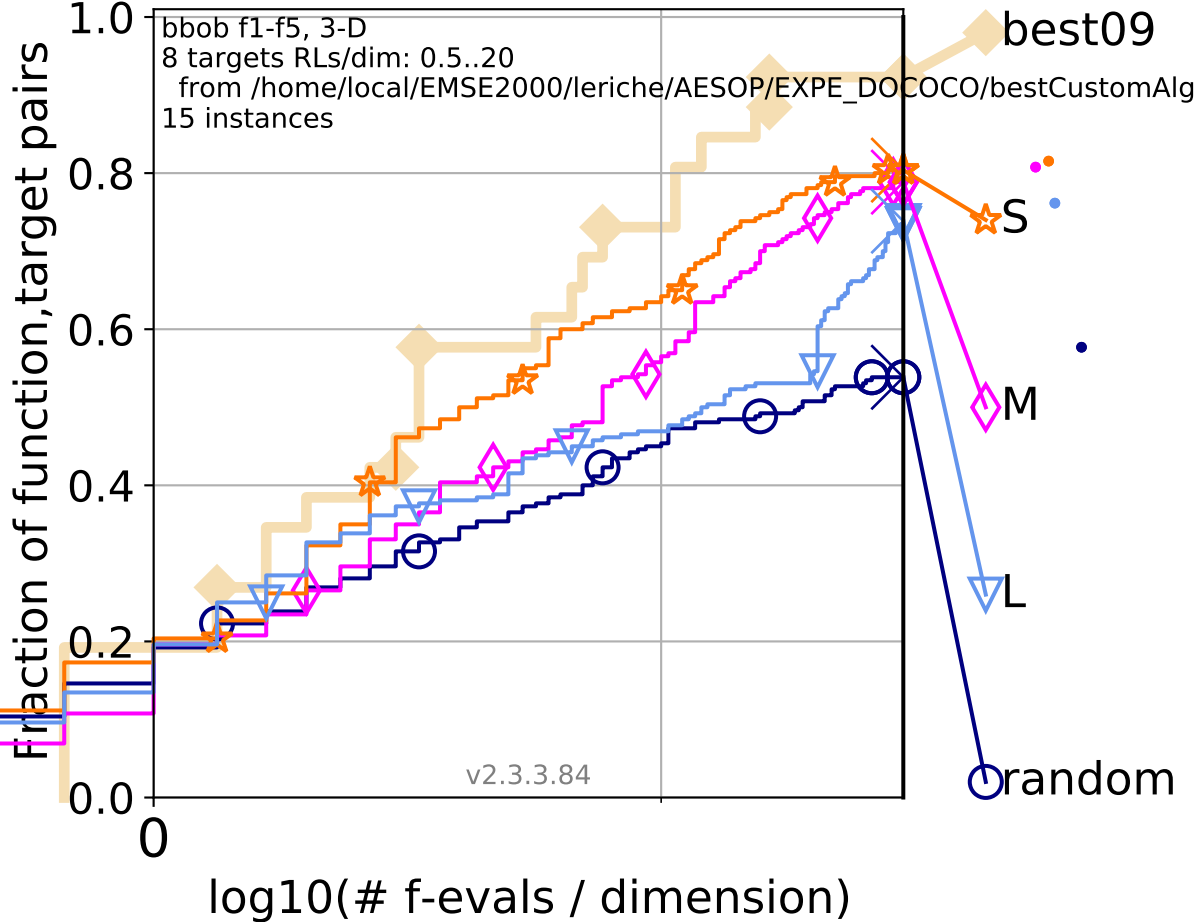 1.0
0.8
0.6
0.4
0.2
0.0
Fraction of function,target pairs
bbob f1-f5, 3-D
8 targets RLs/dim: 0.5..20
from /home/local/EMSE2000/leriche/AESOP/EXPE_DOCOCO/bestCustomAlg
15 instances
best09
S
M
L
random
v2.3.3.84
0
log10(# f-evals / dimension)